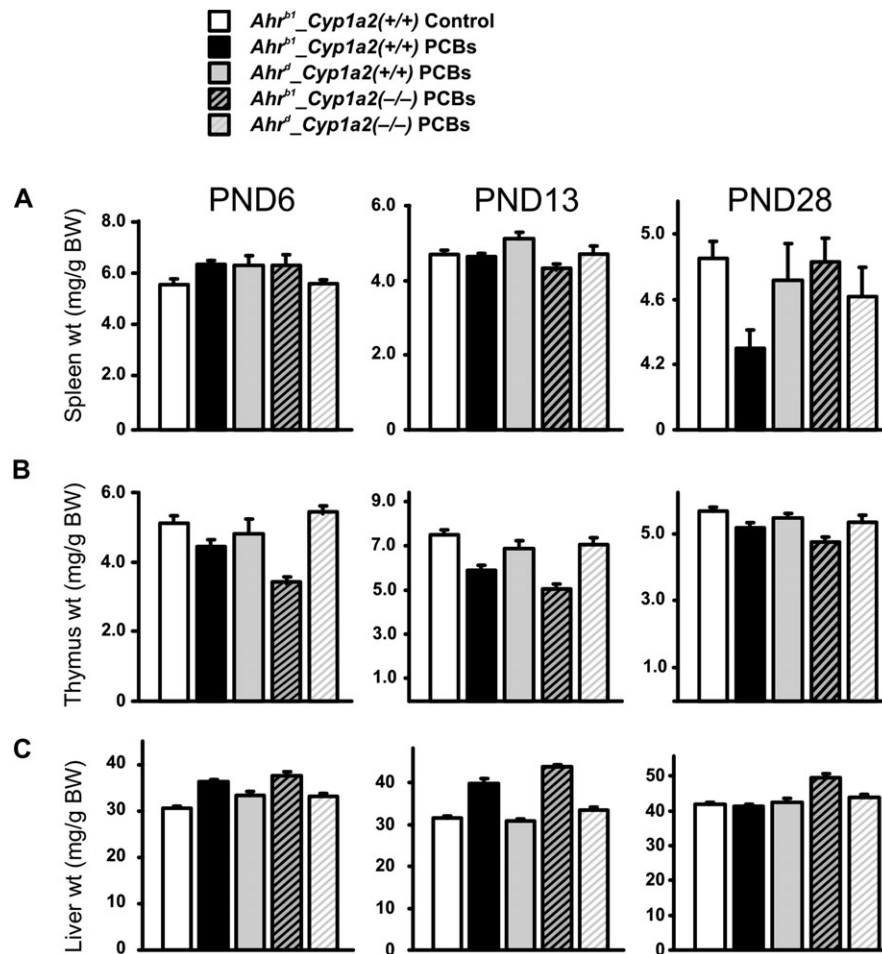 Ahr^b1_Cyp1a2(+/+) Control
Ahr^b1_Cyp1a2(+/+) PCBs
Ahr^d_Cyp1a2(+/+) PCBs
Ahr^b1_Cyp1a2(–/–) PCBs
Ahr^d_Cyp1a2(–/–) PCBs
A
PND6
PND13
PND28
Spleen wt (mg/g BW)
8.0
6.0
4.0
2.0
0
6.0
4.0
2.0
0
5.0
4.6
4.2
0
B
Thymus wt (mg/g BW)
6.0
4.0
2.0
0
9.0
7.0
5.0
3.0
1.0
5.0
3.0
1.0
C
Liver wt (mg/g BW)
40
30
20
10
0
40
30
20
10
0
50
40
30
20
10
0